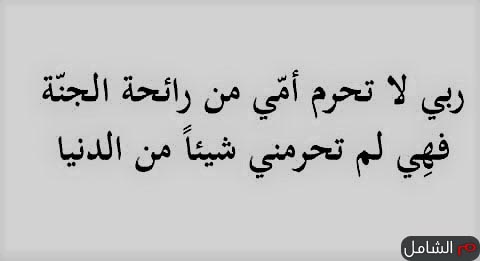 ربي لا تحرم أمّي من رائحة الجنّة
فهِي لم تحرمني شيئاً من الدنيا
الشامل